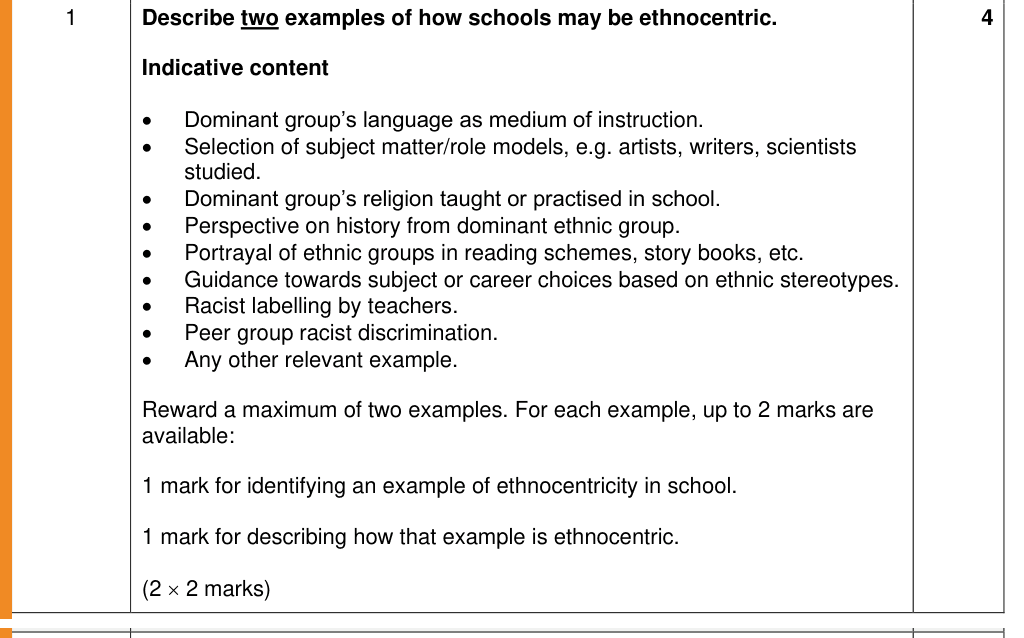 1 Describe two examples of how schools may be ethnocentric. 4
Indicative content
• Dominant group's language as medium of instruction.
• Selection of subject matter/role models, e.g. artists, writers, scientists
studied.
• Dominant group's religion taught or practised in school.
• Perspective on history from dominant ethnic group.
• Portrayal of ethnic groups in reading schemes, story books, etc.
• Guidance towards subject or career choices based on ethnic stereotypes.
• Racist labelling by teachers.
• Peer group racist discrimination.
• Any other relevant example.
Reward a maximum of two examples. For each example, up to 2 marks are
available:
1 mark for identifying an example of ethnocentricity in school.
1 mark for describing how that example is ethnocentric.
(2 × 2 marks)